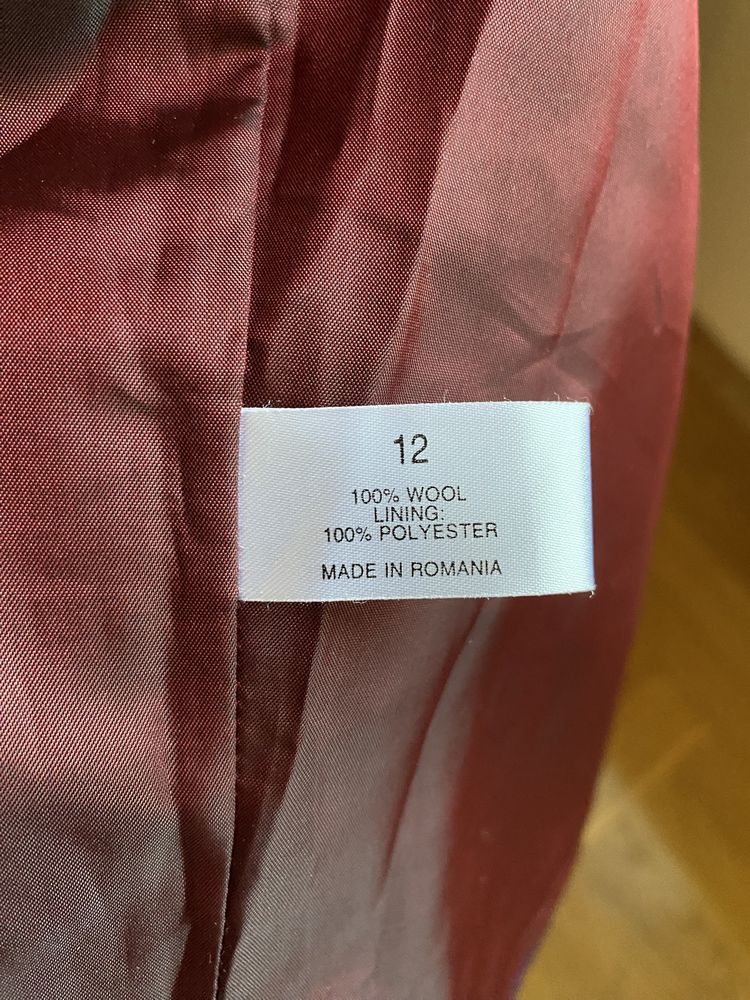 12
100% WOOL
LINING:
100% POLYESTER
MADE IN ROMANIA